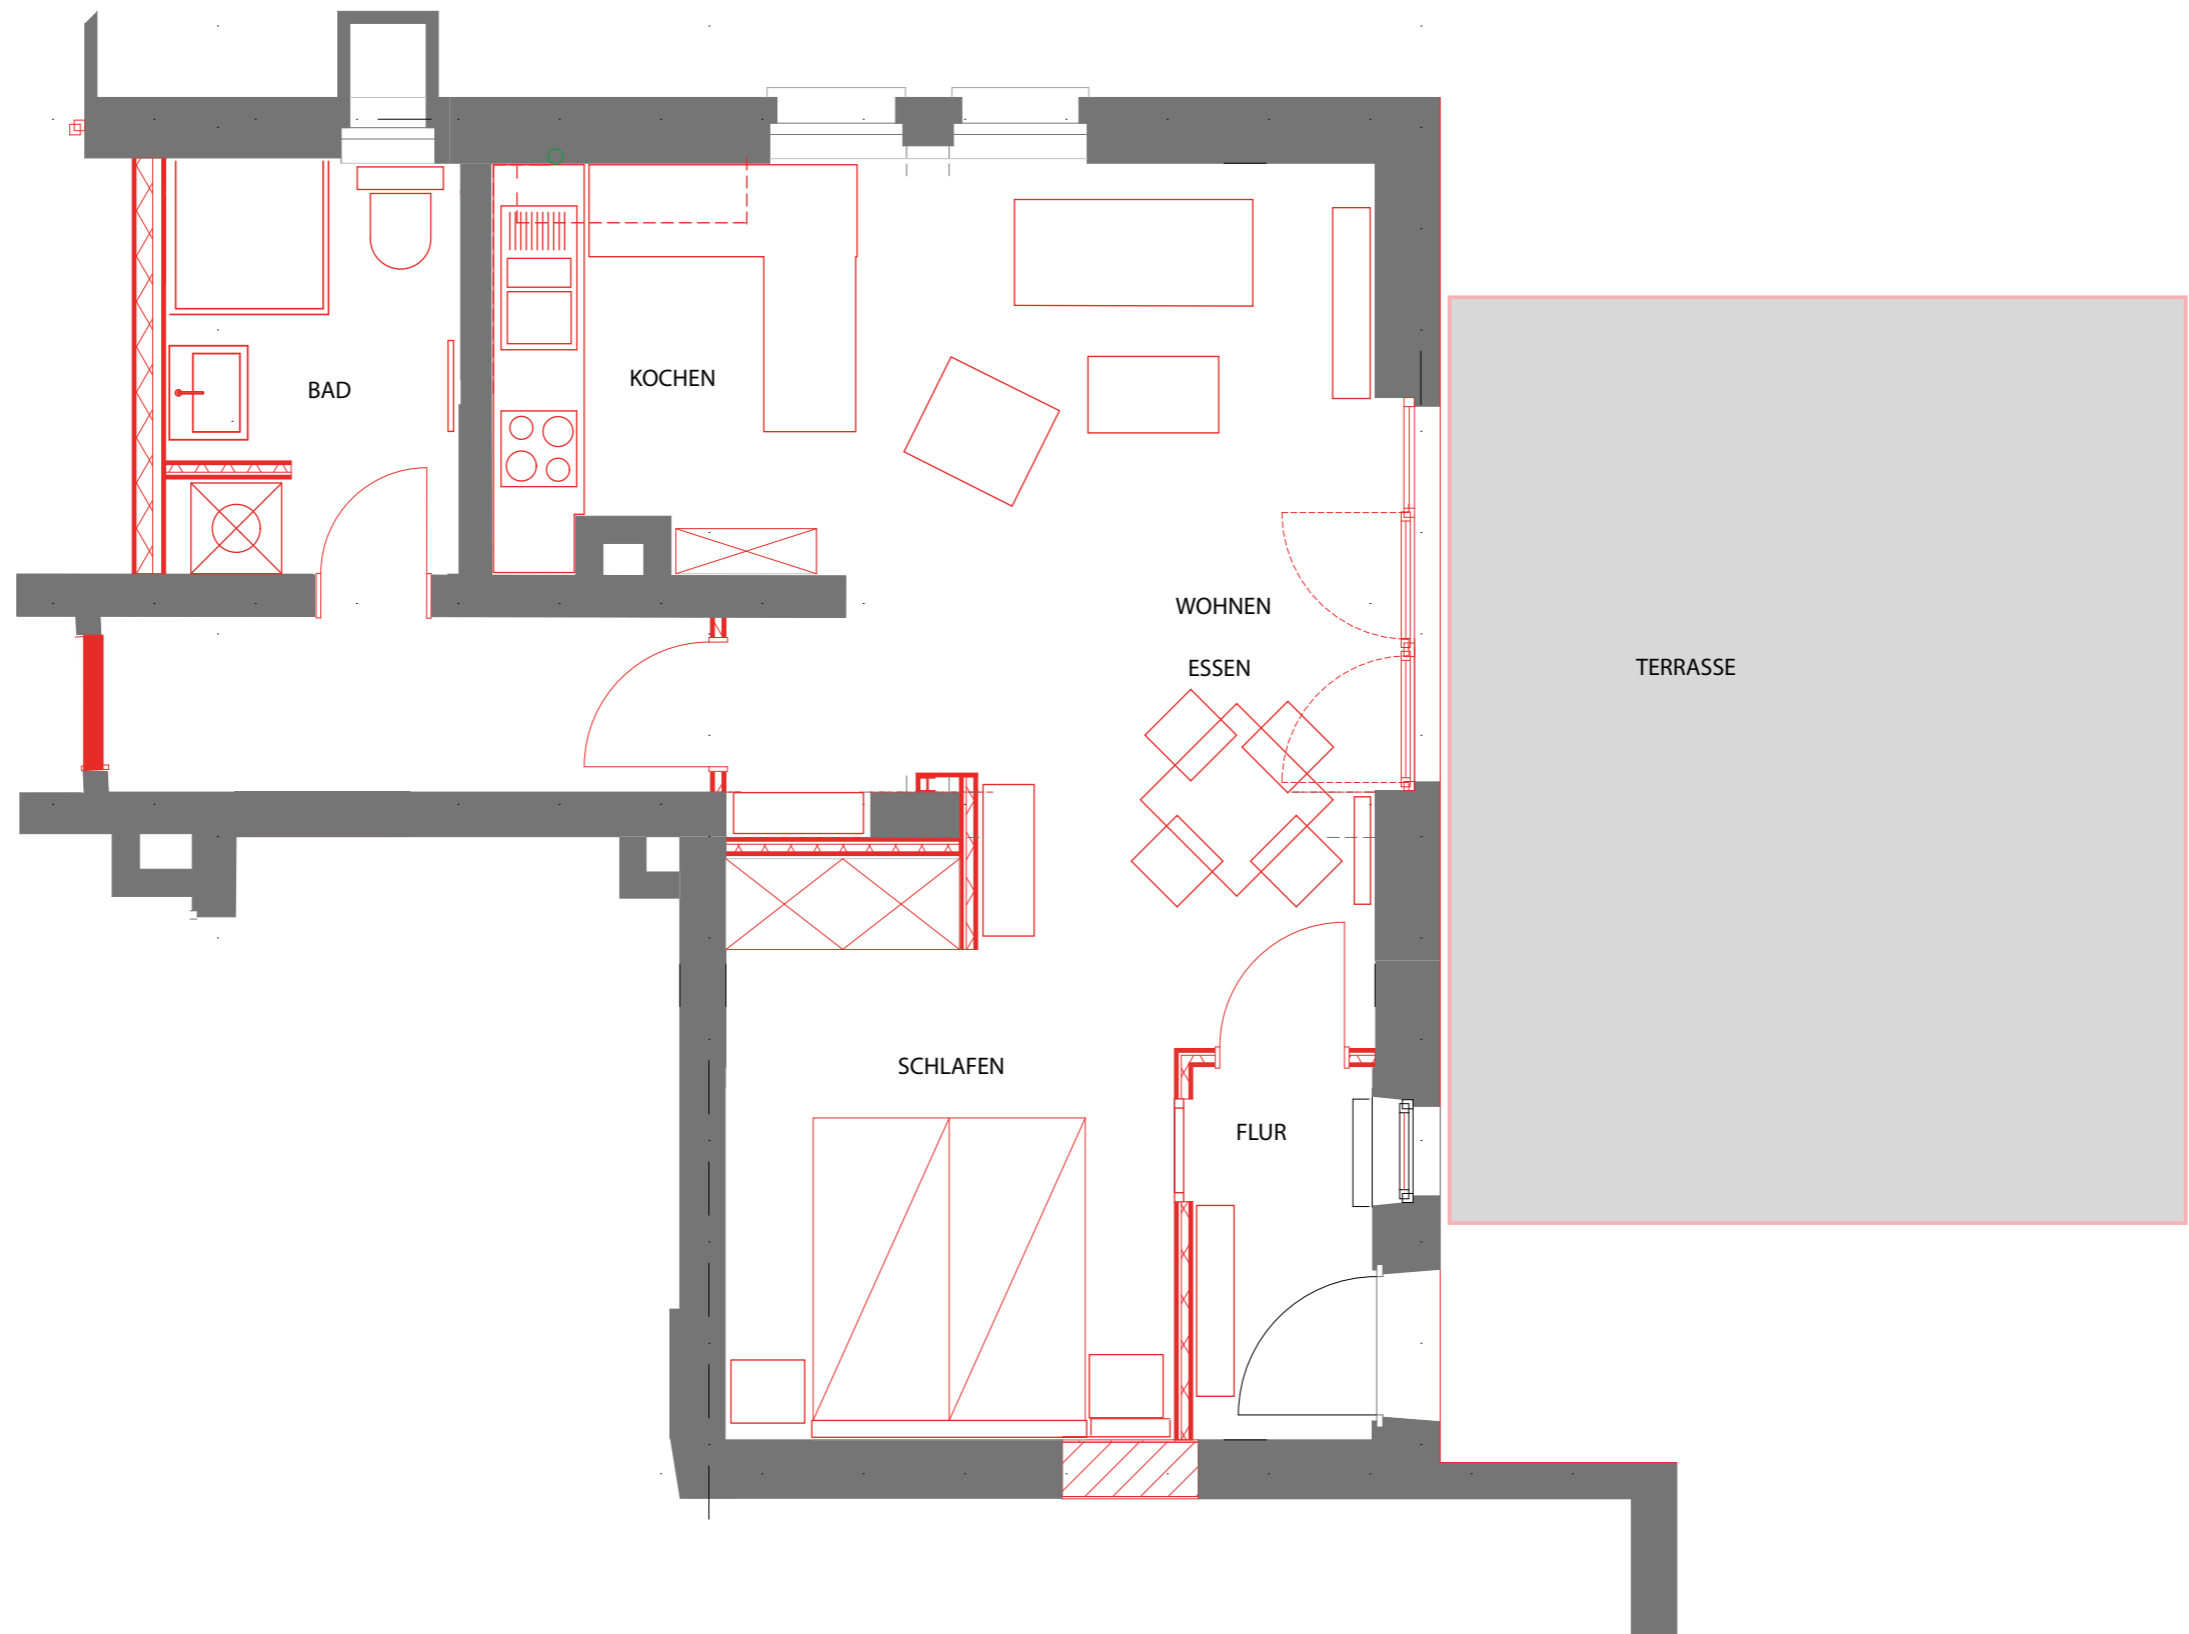 KOCHEN
BAD
WOHNEN
ESSEN
TERRASSE
SCHLAFEN
FLUR